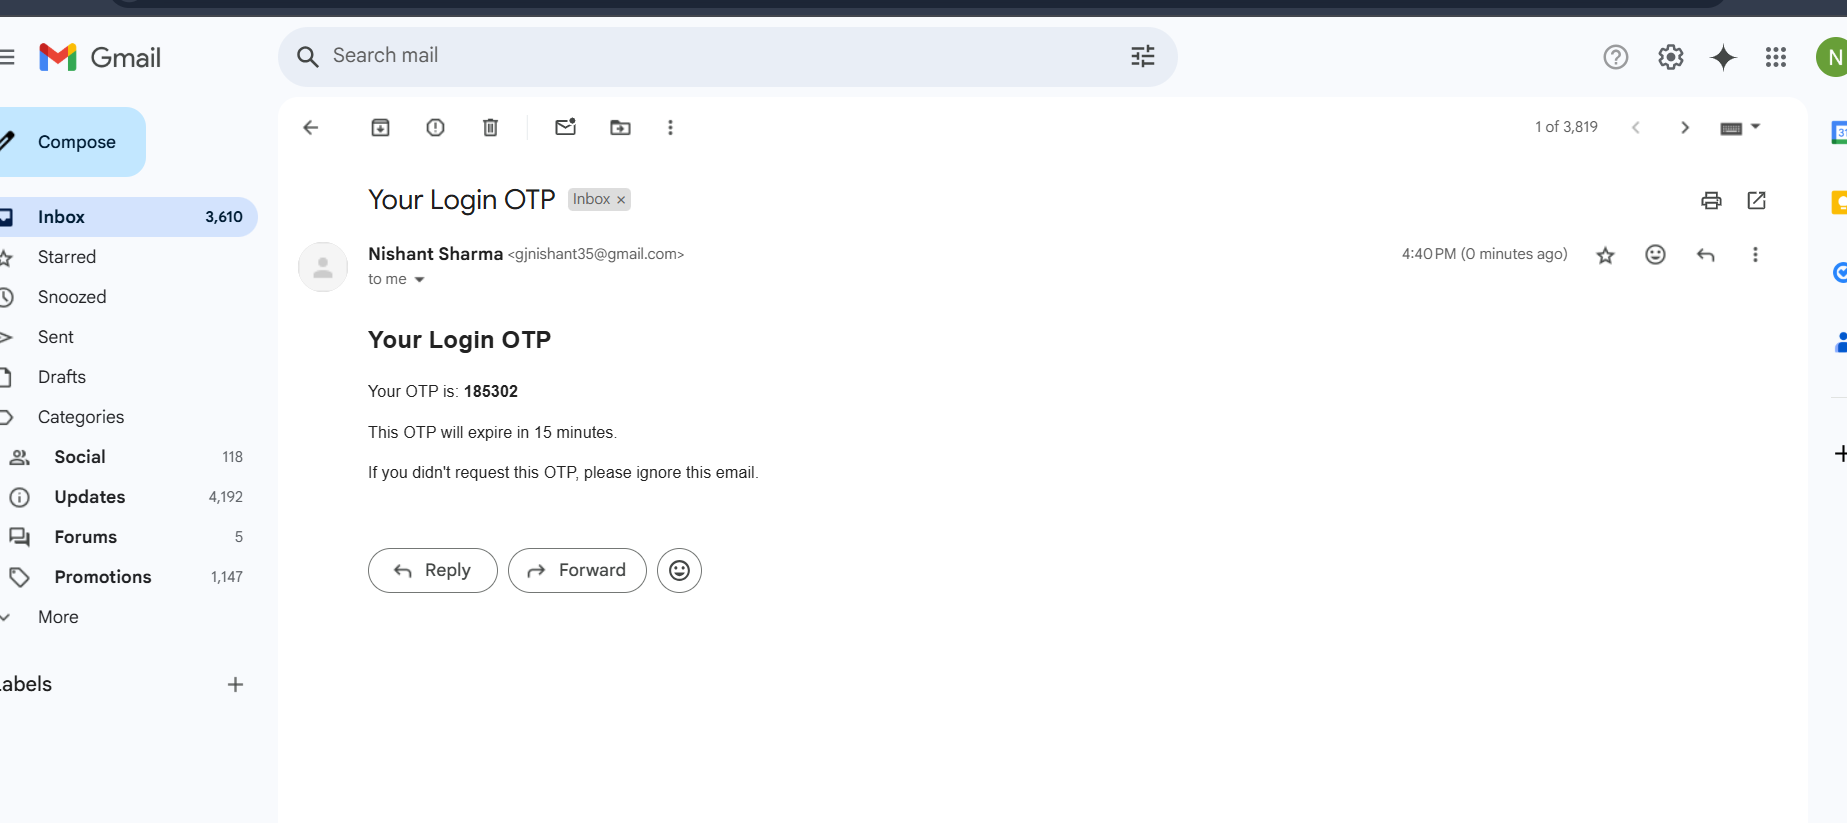 Gmail
Search mail
N
Compose
1 of 3,819
Your Login OTP Inbox ×
Inbox 3,610
Starred
Snoozed
Sent
Drafts
Categories
Social 118
Updates 4,192
Forums 5
Promotions 1,147
More
abels
Nishant Sharma <gjnishant35@gmail.com>
4:40 PM (0 minutes ago)
to me
Your Login OTP
Your OTP is: 185302
This OTP will expire in 15 minutes.
If you didn't request this OTP, please ignore this email.
Reply
Forward
31